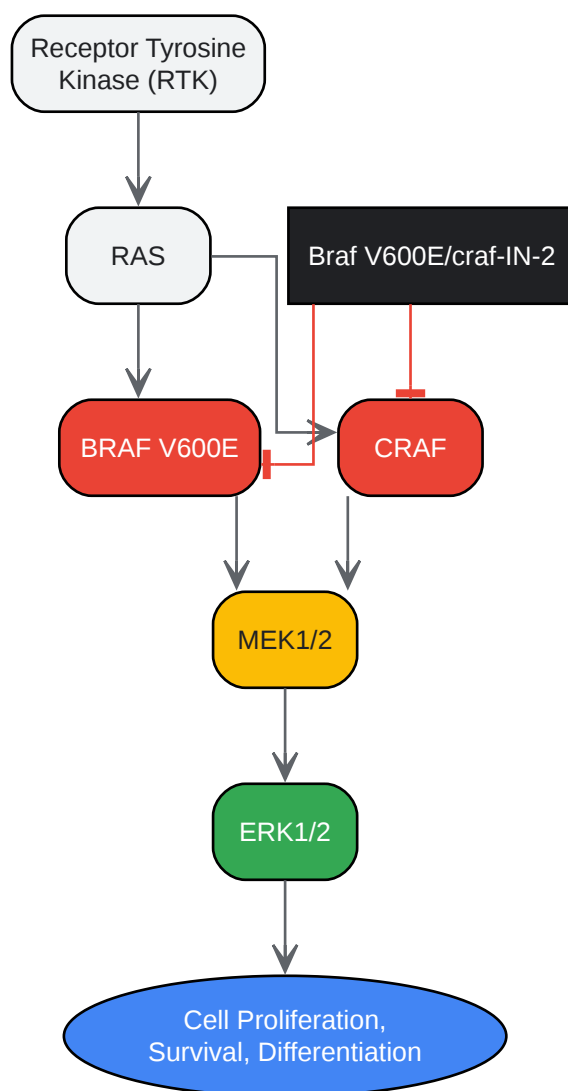 Receptor Tyrosine
Kinase (RTK)
RAS
Braf V600E/craf-IN-2
BRAF V600E
CRAF
MEK1/2
ERK1/2
Cell Proliferation,
Survival, Differentiation